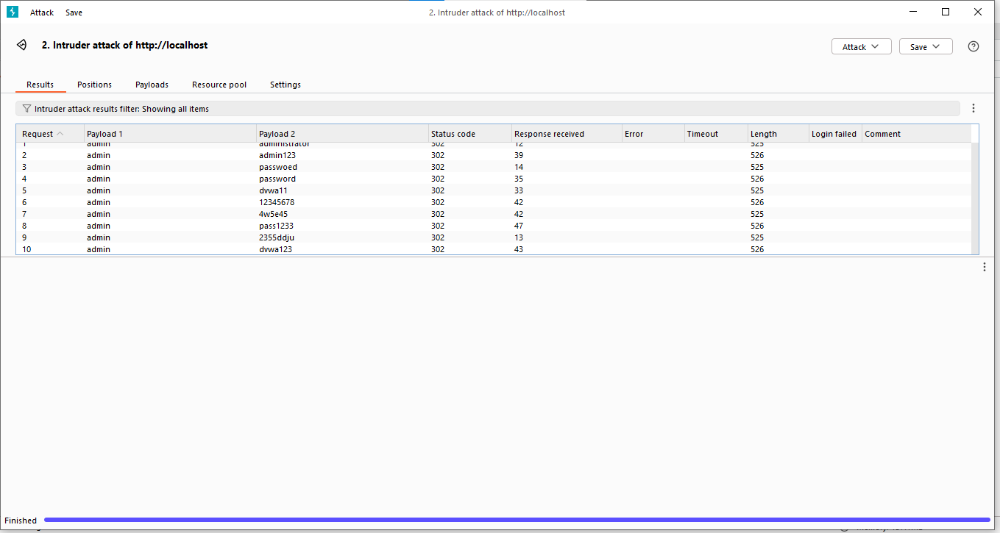 Attack Save 2. Intruder attack of http://localhost
2. Intruder attack of http://localhost Attack Save ?
Results Positions Payloads Resource pool Settings
Intruder attack results filter: Showing all items
Request Payload 1 Payload 2 Status code Response received Error Timeout Length Login failed Comment
1 admin administrator 302 12 525
2 admin admin123 302 39 526
3 admin passwoed 302 14 525
4 admin password 302 35 526
5 admin dvwa11 302 33 525
6 admin 12345678 302 42 526
7 admin 4w5e45 302 42 525
8 admin pass1233 302 47 526
9 admin 2355ddju 302 13 525
10 admin dvwa123 302 43 526
Finished